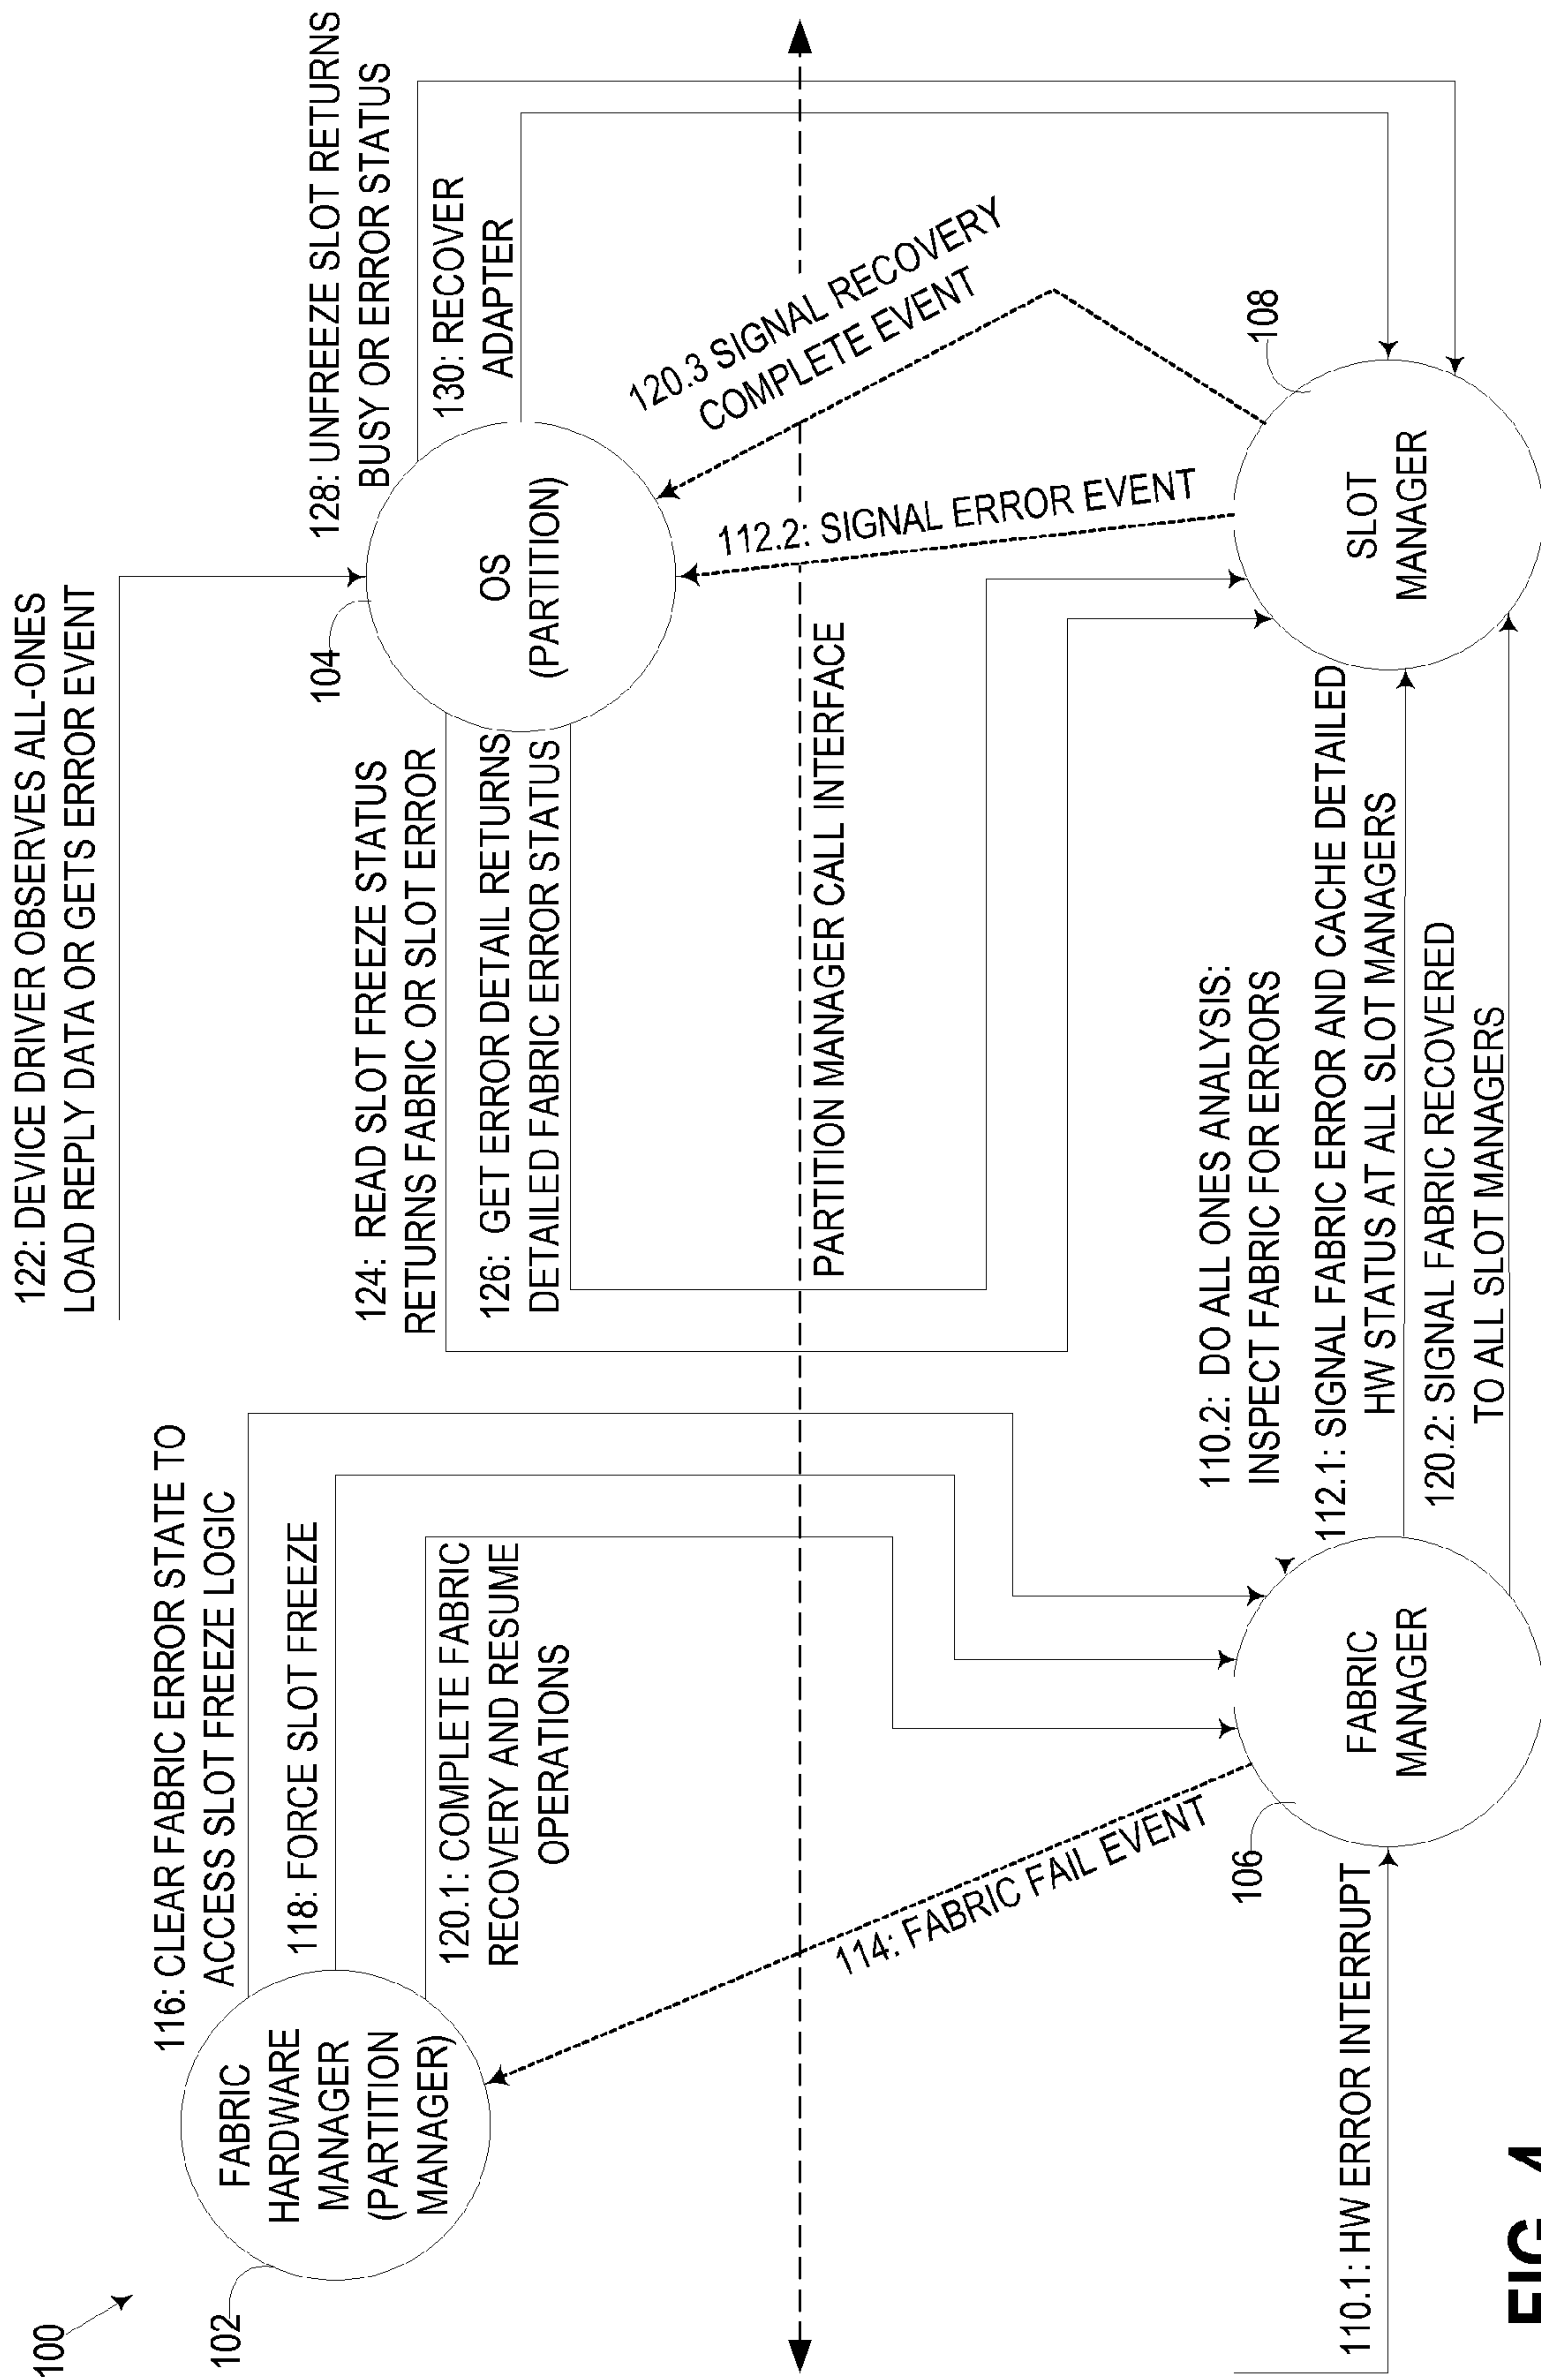 100
102
FABRIC
HARDWARE
MANAGER
(PARTITION
MANAGER)
116: CLEAR FABRIC ERROR STATE TO
ACCESS SLOT FREEZE LOGIC
118: FORCE SLOT FREEZE
120.1: COMPLETE FABRIC
RECOVERY AND RESUME
OPERATIONS
122: DEVICE DRIVER OBSERVES ALL-ONES
LOAD REPLY DATA OR GETS ERROR EVENT
104
OS
(PARTITION)
124: READ SLOT FREEZE STATUS
RETURNS FABRIC OR SLOT ERROR
126: GET ERROR DETAIL RETURNS
DETAILED FABRIC ERROR STATUS
128: UNFREEZE SLOT RETURNS
BUSY OR ERROR STATUS
130: RECOVER
ADAPTER
PARTITION MANAGER CALL INTERFACE
114: FABRIC FAIL EVENT
112.2: SIGNAL ERROR EVENT
120.3 SIGNAL RECOVERY
COMPLETE EVENT
110.1: HW ERROR INTERRUPT
106
FABRIC
MANAGER
110.2: DO ALL ONES ANALYSIS:
INSPECT FABRIC FOR ERRORS
112.1: SIGNAL FABRIC ERROR AND CACHE DETAILED
HW STATUS AT ALL SLOT MANAGERS
120.2: SIGNAL FABRIC RECOVERED
TO ALL SLOT MANAGERS
108
SLOT
MANAGER
FIG. 4